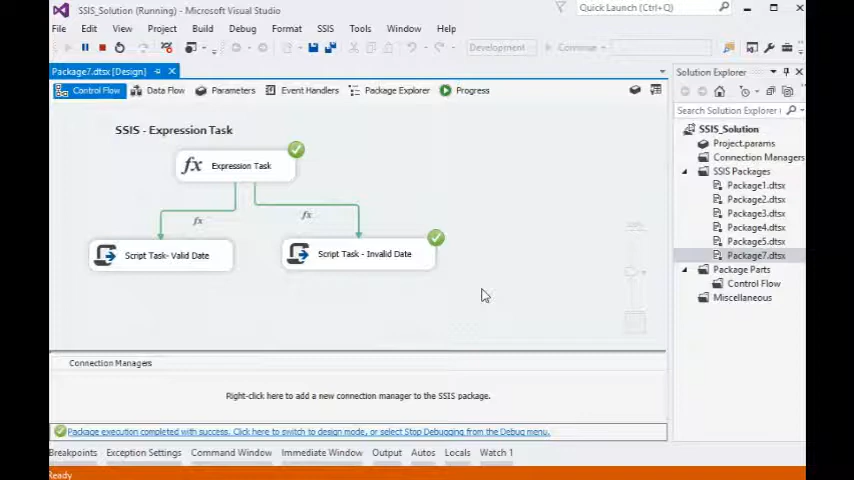 SSIS_Solution (Running) - Microsoft Visual Studio
Quick Launch (Ctrl+Q)
File Edit View Project Build Debug Format SSIS Tools Window Help
Development Continue
Package7.dtsx [Design]
Control Flow Data Flow Parameters Event Handlers Package Explorer Progress
SSIS - Expression Task
fx Expression Task
fx fx
Script Task- Valid Date
Script Task - Invalid Date
Connection Managers
Right-click here to add a new connection manager to the SSIS package.
Package execution completed with success. Click here to switch to design mode, or select Stop Debugging from the Debug menu.
Breakpoints Exception Settings Command Window Immediate Window Output Autos Locals Watch 1
Ready
Solution Explorer
Search Solution Explorer (
SSIS_Solution
Project.params
Connection Managers
SSIS Packages
Package1.dtsx
Package2.dtsx
Package3.dtsx
Package4.dtsx
Package5.dtsx
Package7.dtsx
Package Parts
Control Flow
Miscellaneous